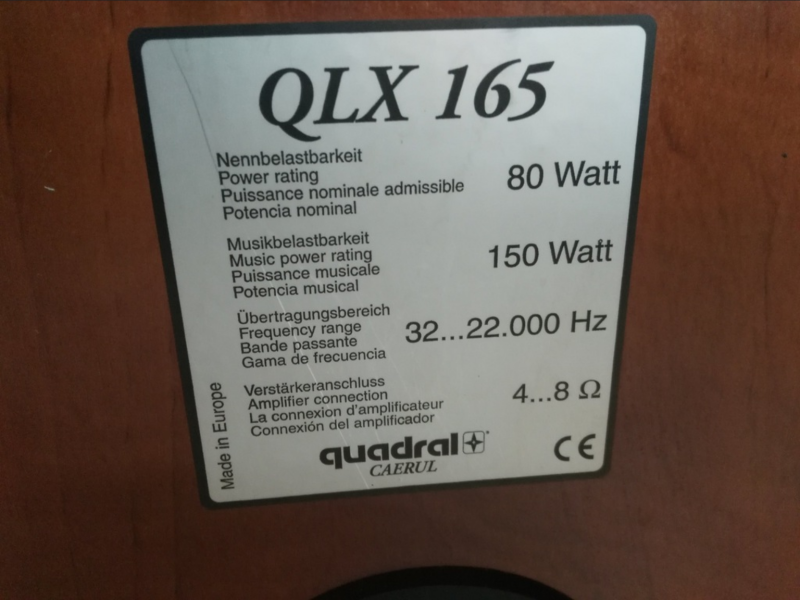 QLX 165
Nennbelastbarkeit
Power rating
Puissance nominale admissible
Potencia nominal
80 Watt
Musikbelastbarkeit
Music power rating
Puissance musicale
Potencia musical
150 Watt
Übertragungsbereich
Frequency range
Bande passante
Gama de frecuencia
32...22.000 Hz
Verstärkeranschluss
Amplifier connection
La connexion d'amplificateur
Connexión del amplificador
4...8 Ω
Made in Europe
quadral
CAERUL
CE